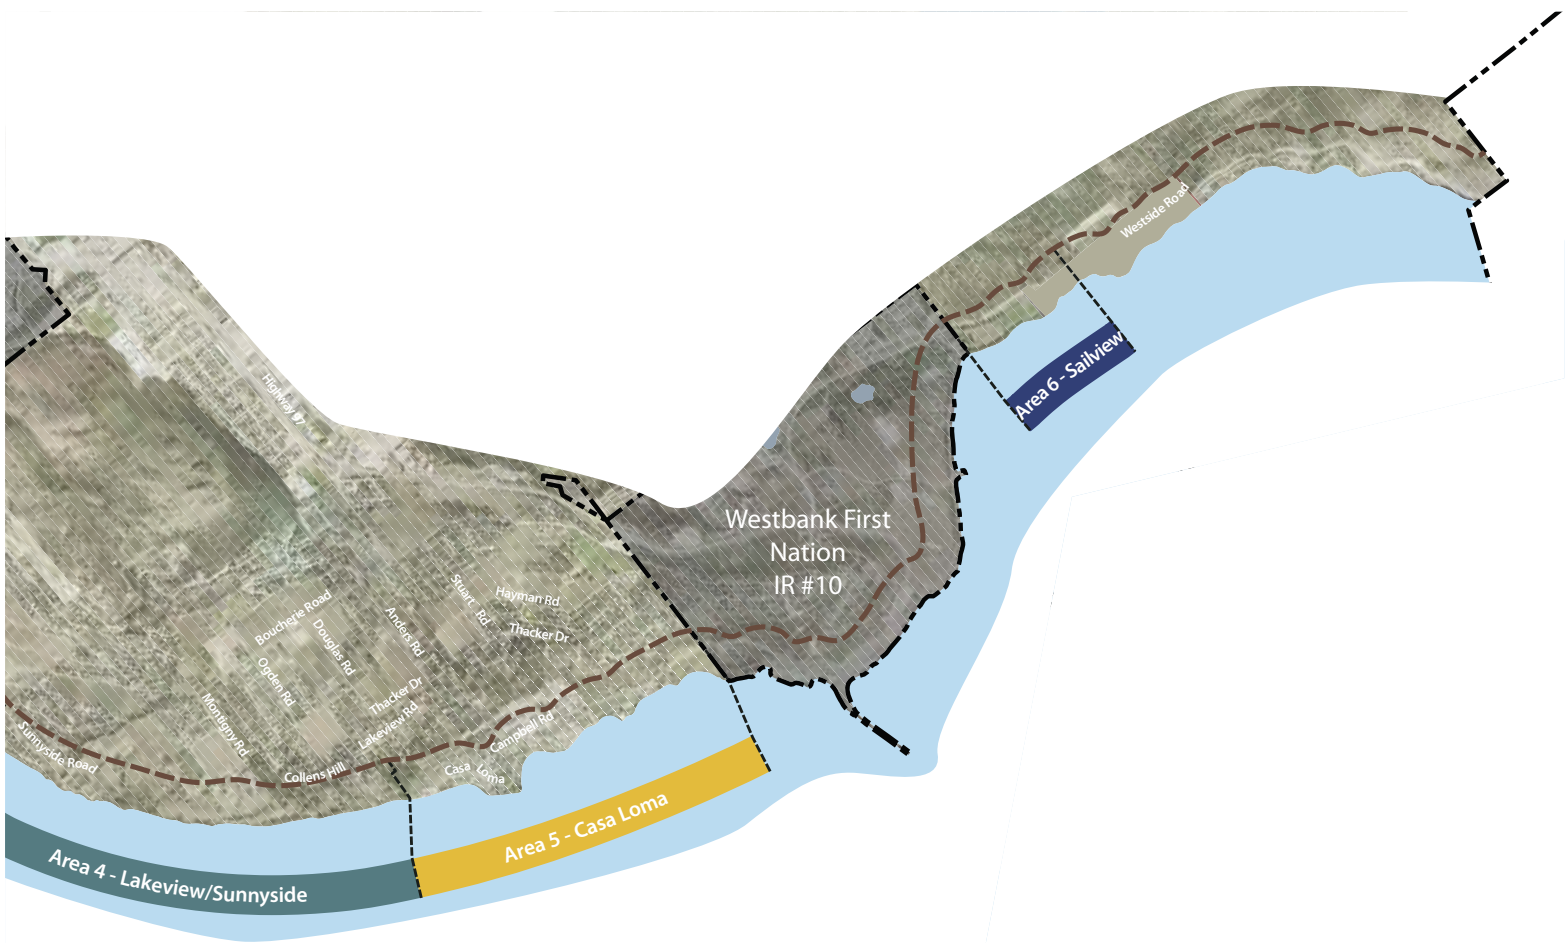 Westside Road
Area 6 - Sailview
Highway 97
Westbank First
Nation
IR #10
Stuart Rd
Hayman Rd
Thacker Dr
Boucherie Road
Douglas Rd
Anders Rd
Ogden Rd
Thacker Dr
Montigny Rd
Lakeview Rd
Campbell Rd
Sunnyside Road
Collens Hill
Casa Loma
Area 5 - Casa Loma
Area 4 - Lakeview/Sunnyside